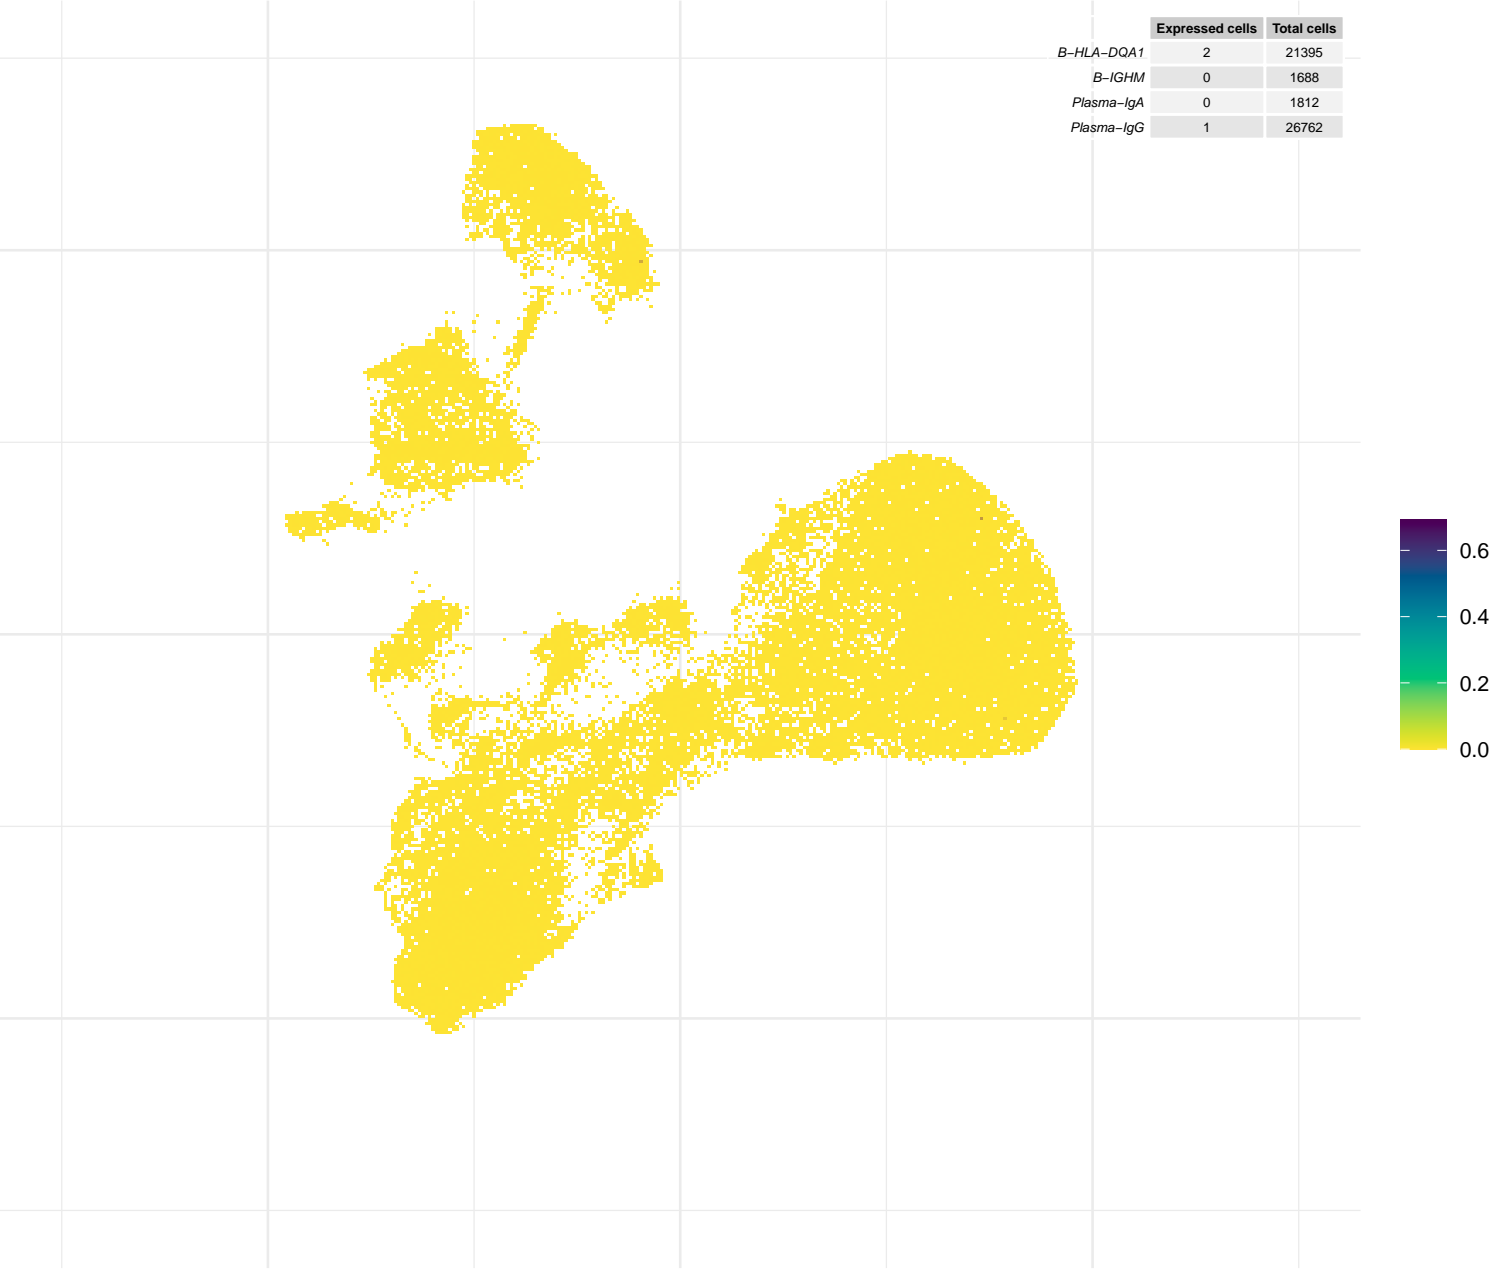 Expressed cells Total cells
B−HLA−DQA1 2 21395
B−IGHM 0 1688
Plasma−IgA 0 1812
Plasma−IgG 1 26762
0.6
0.4
0.2
0.0